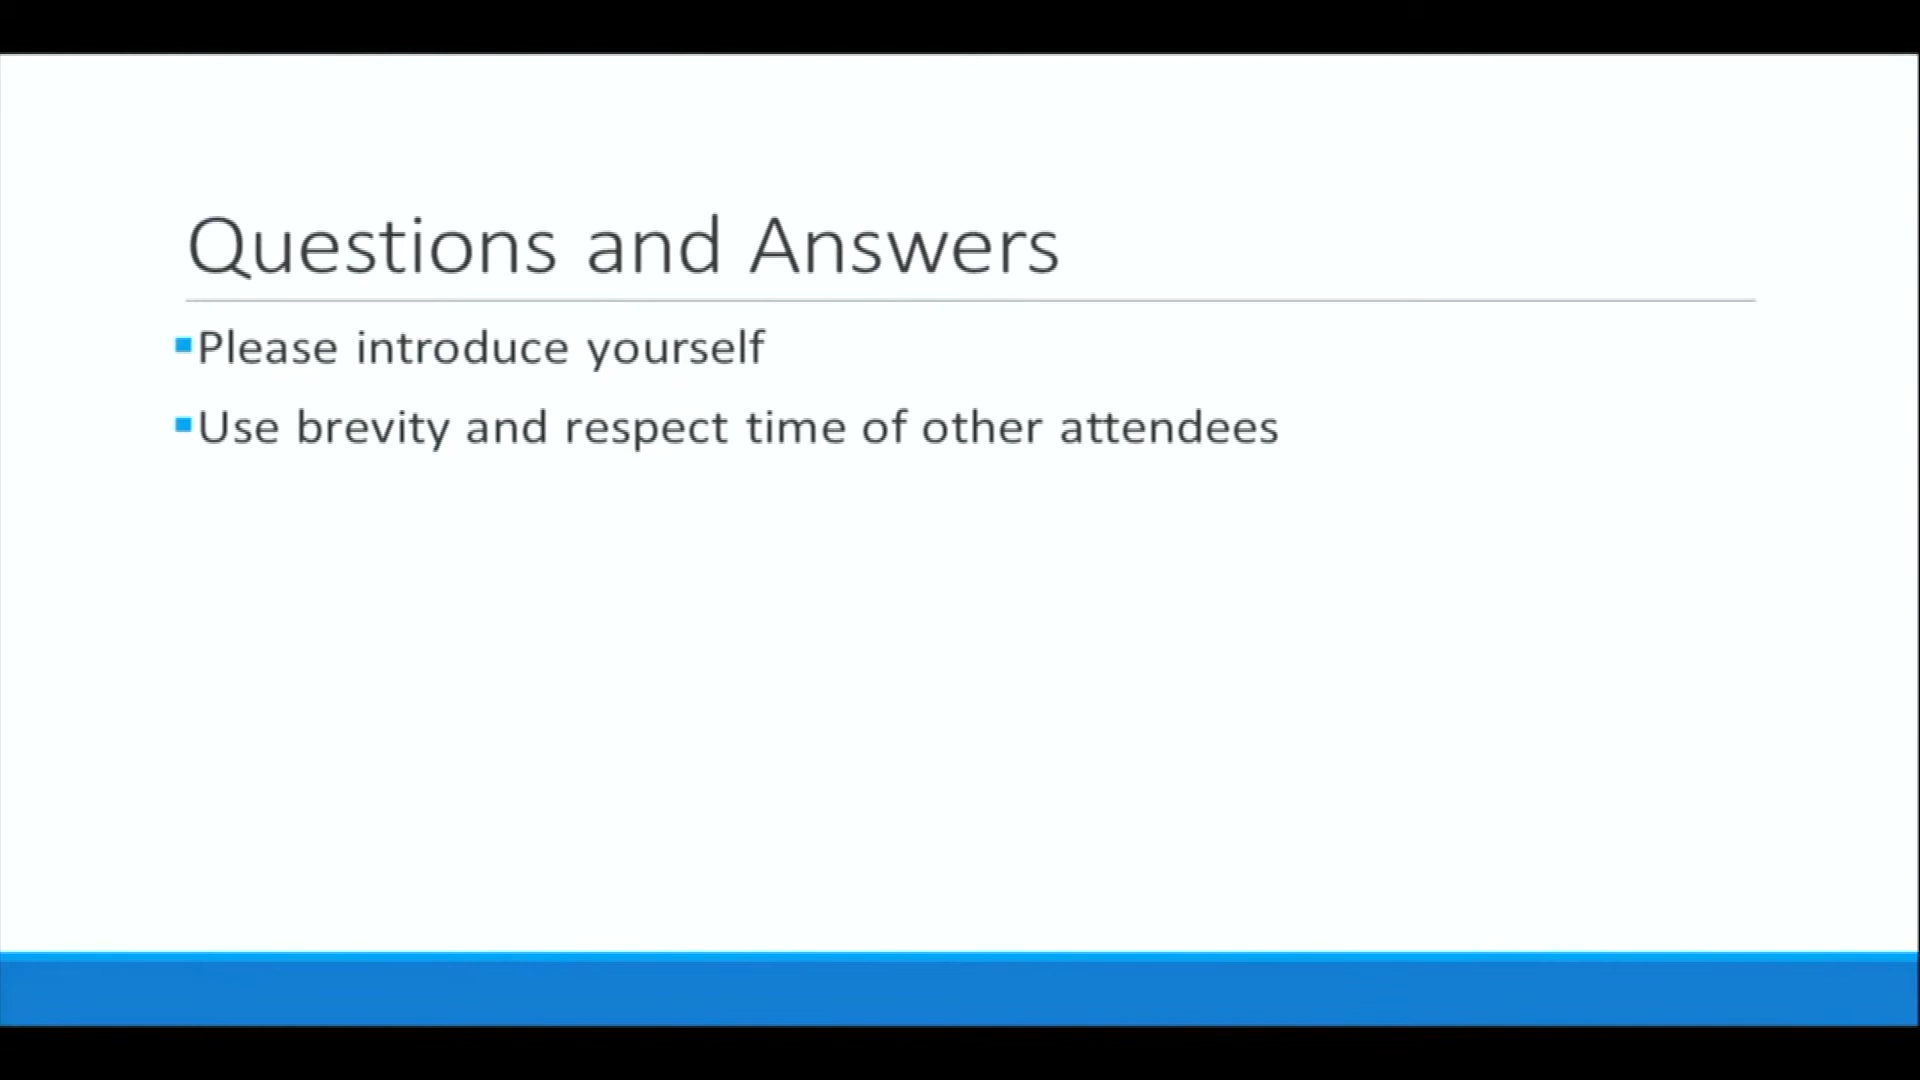 Questions and Answers
Please introduce yourself
Use brevity and respect time of other attendees